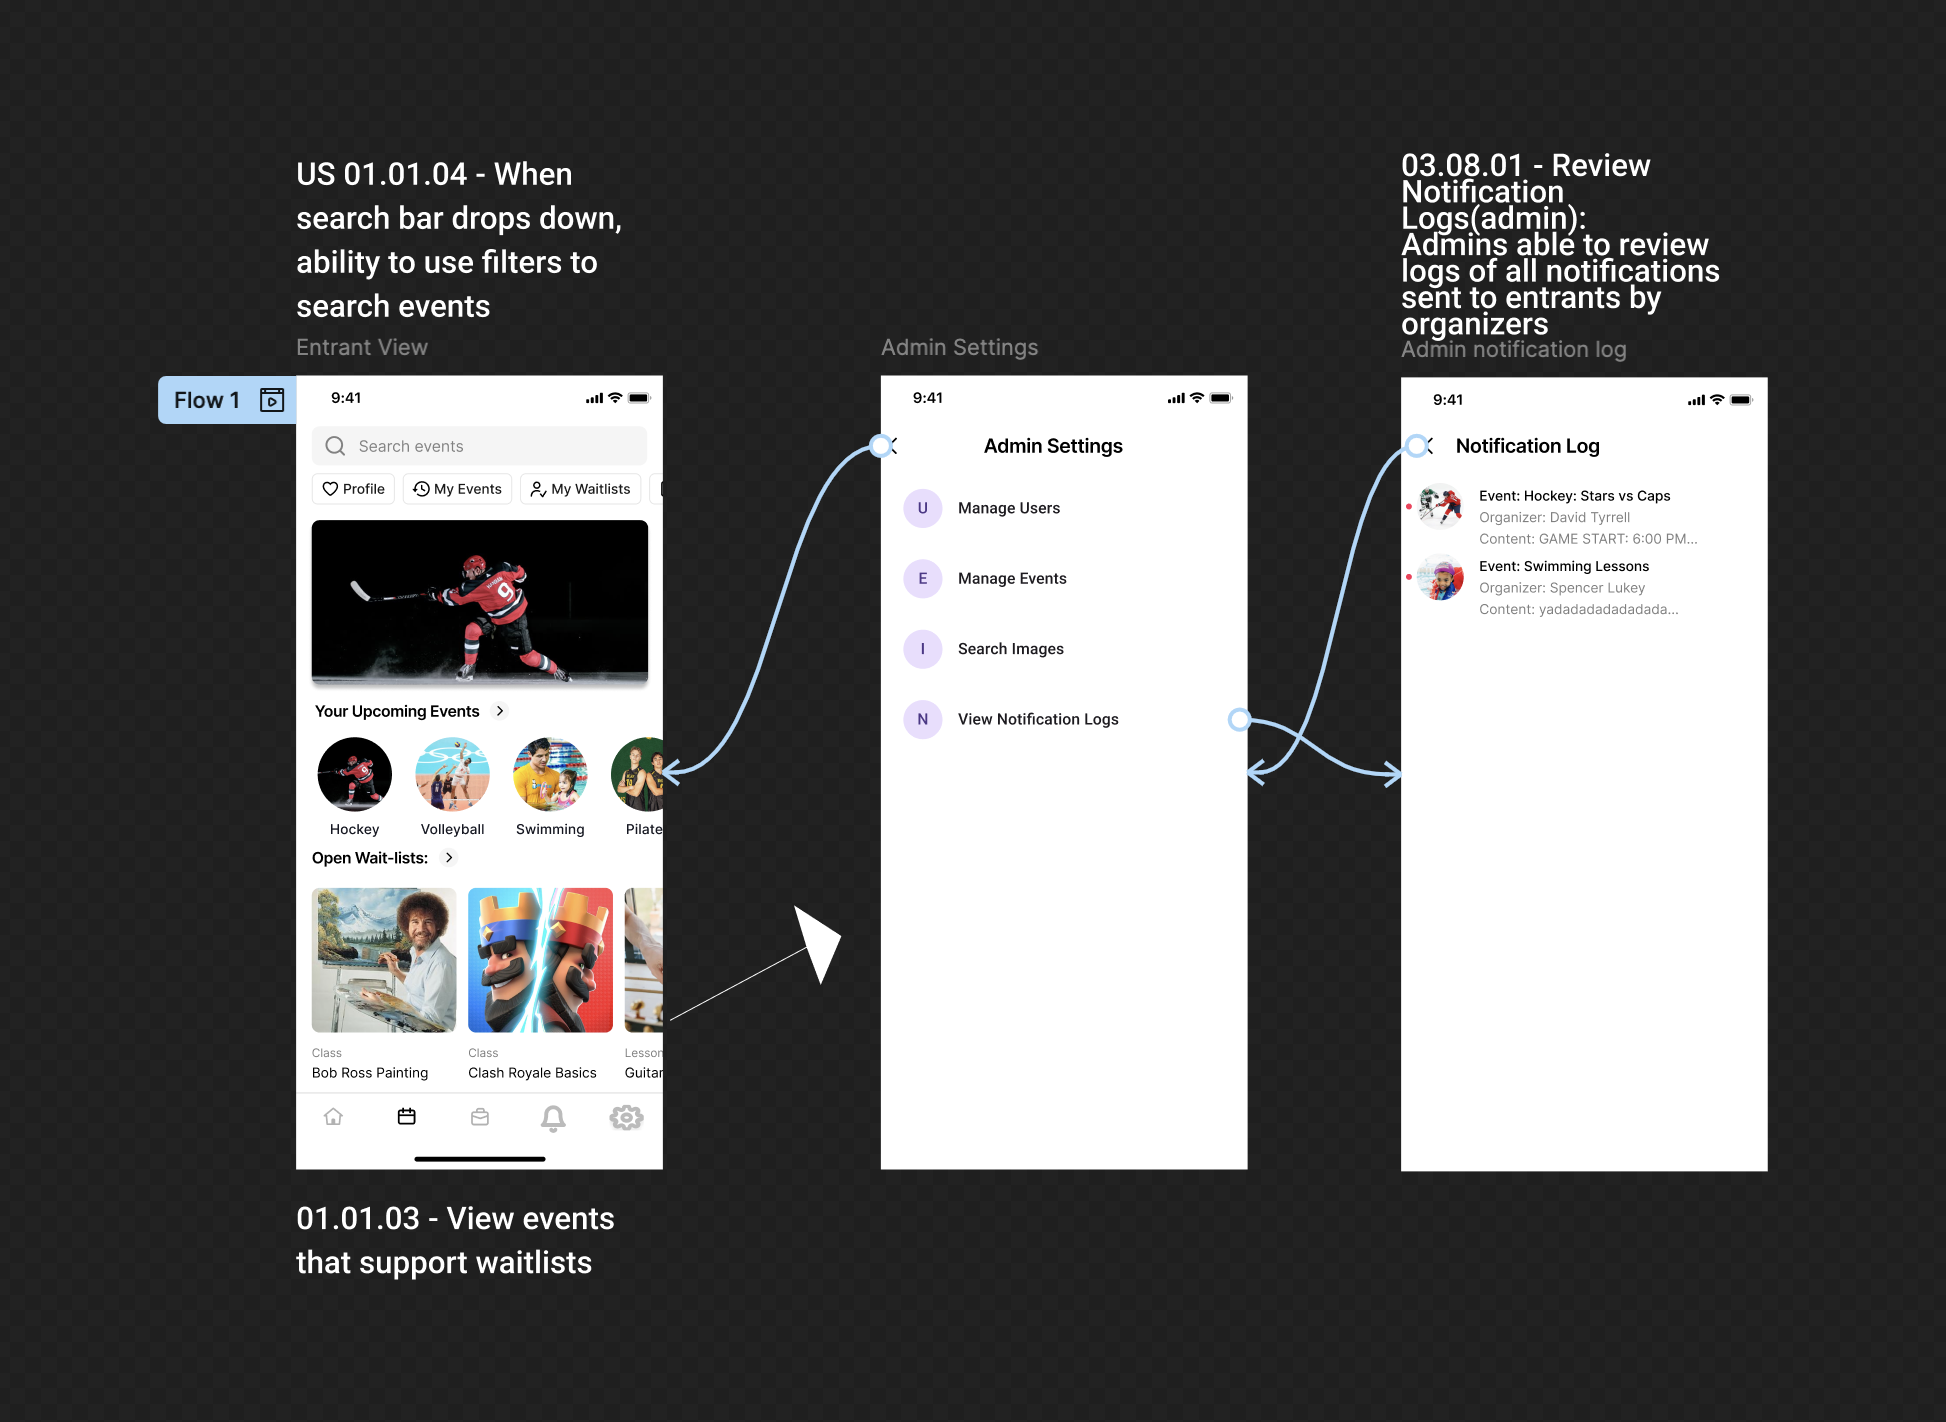 US 01.01.04 - When
search bar drops down,
ability to use filters to
search events
Entrant View
Flow 1
9:41
Search events
Profile
My Events
My Waitlists
Your Upcoming Events
Hockey
Volleyball
Swimming
Pilate
Open Wait-lists:
Class
Bob Ross Painting
Class
Clash Royale Basics
Lesson
Guitar
01.01.03 - View events
that support waitlists
Admin Settings
9:41
Admin Settings
U
Manage Users
E
Manage Events
I
Search Images
N
View Notification Logs
03.08.01 - Review
Notification
Logs(admin):
Admins able to review
logs of all notifications
sent to entrants by
organizers
Admin notification log
9:41
Notification Log
Event: Hockey: Stars vs Caps
Organizer: David Tyrrell
Content: GAME START: 6:00 PM...
Event: Swimming Lessons
Organizer: Spencer Lukey
Content: yadadadadadadada...